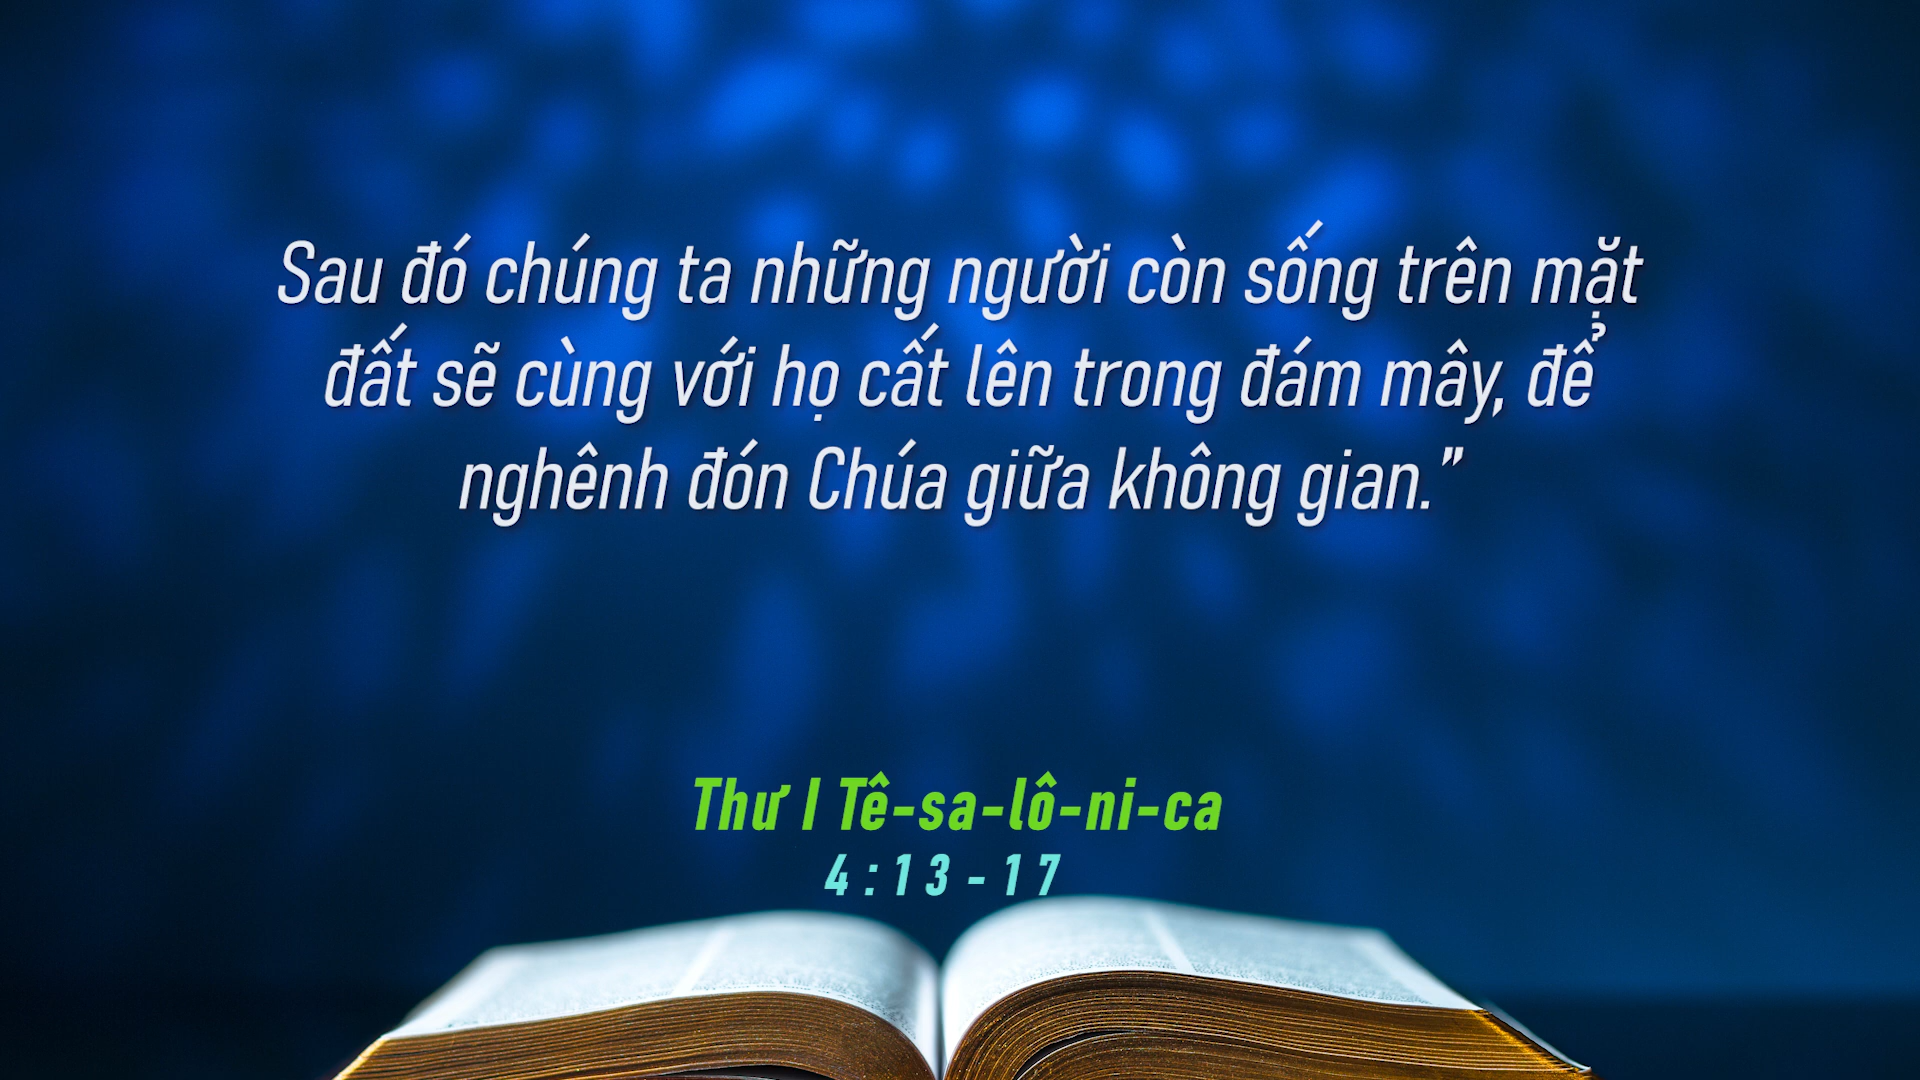 Sau đó chúng ta những người còn sống trên mặt
đất sẽ cùng với họ cất lên trong đám mây, để
nghênh đón Chúa giữa không gian.”
Thư I Tê-sa-lô-ni-ca
4:13-17